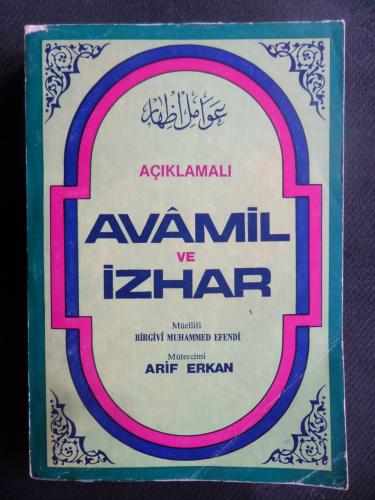 عوامل اظهار
AÇIKLAMALI
AVÂMİL
VE
İZHAR
Müellifi
BİRGİVÎ MUHAMMED EFENDİ
Mütercimi
ARİF ERKAN